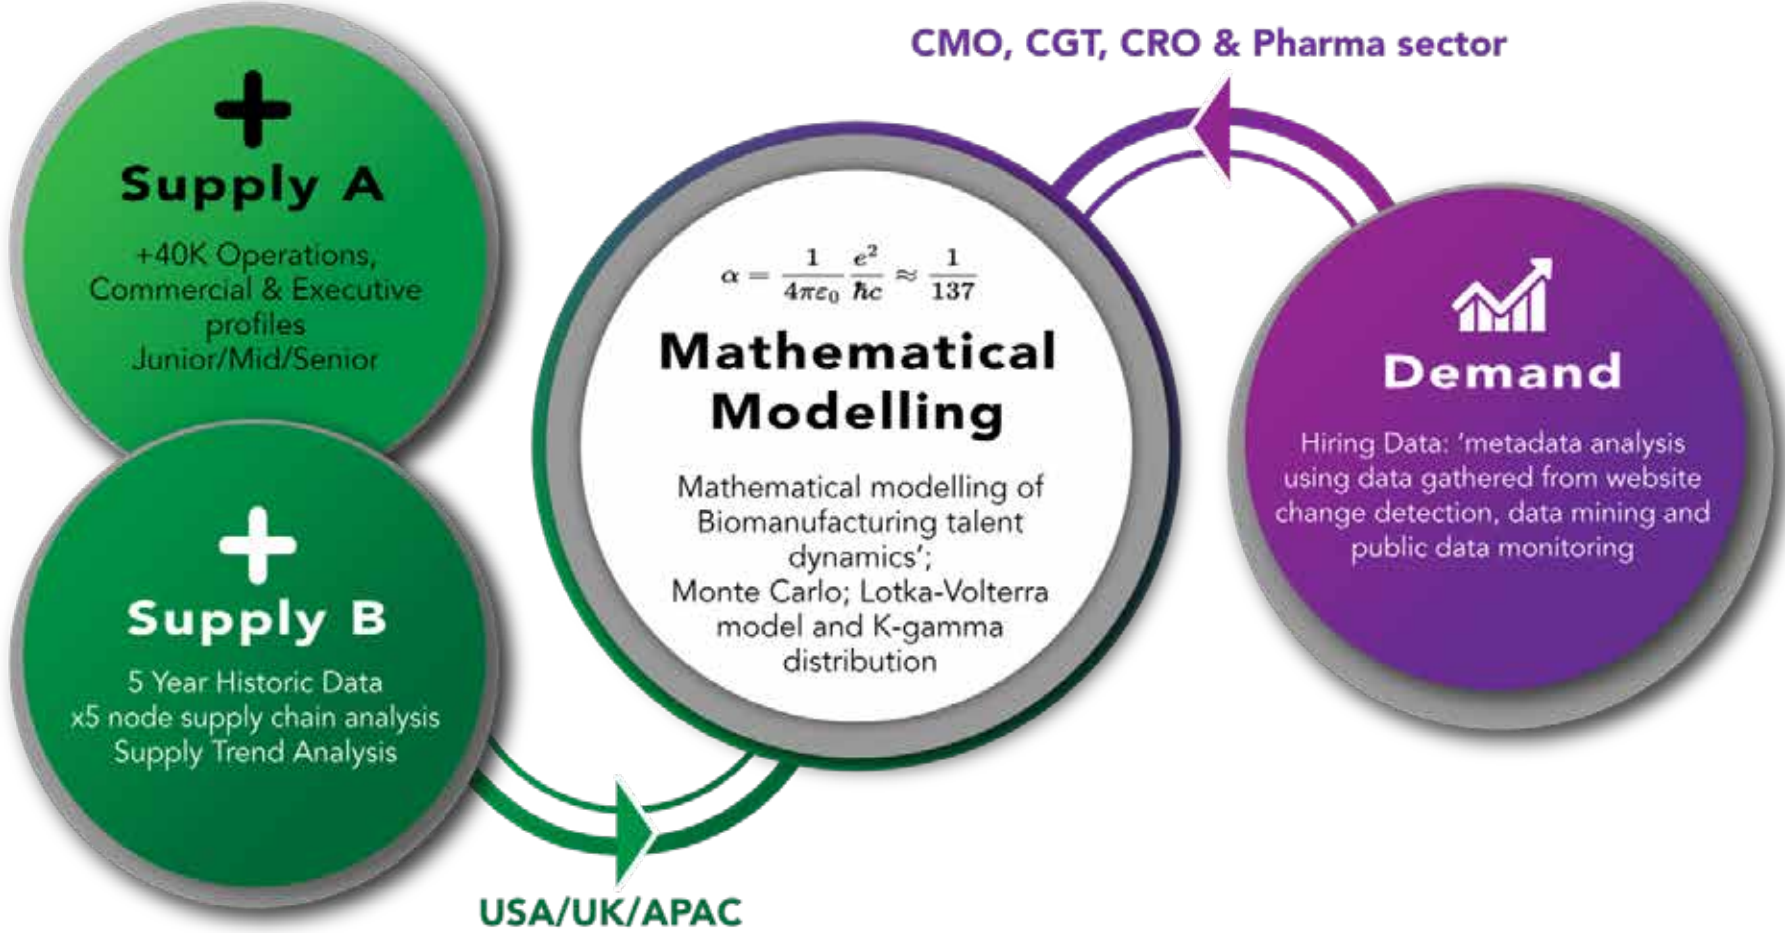 Supply A
+40K Operations,
Commercial & Executive
profiles
Junior/Mid/Senior
Supply B
5 Year Historic Data
x5 node supply chain analysis
Supply Trend Analysis
USA/UK/APAC
α = 1/4πε₀ e²/ħc ≈ 1/137
Mathematical
Modelling
Mathematical modelling of
Biomanufacturing talent
dynamics’;
Monte Carlo; Lotka-Volterra
model and K-gamma
distribution
CMO, CGT, CRO & Pharma sector
Demand
Hiring Data: ‘metadata analysis
using data gathered from website
change detection, data mining and
public data monitoring